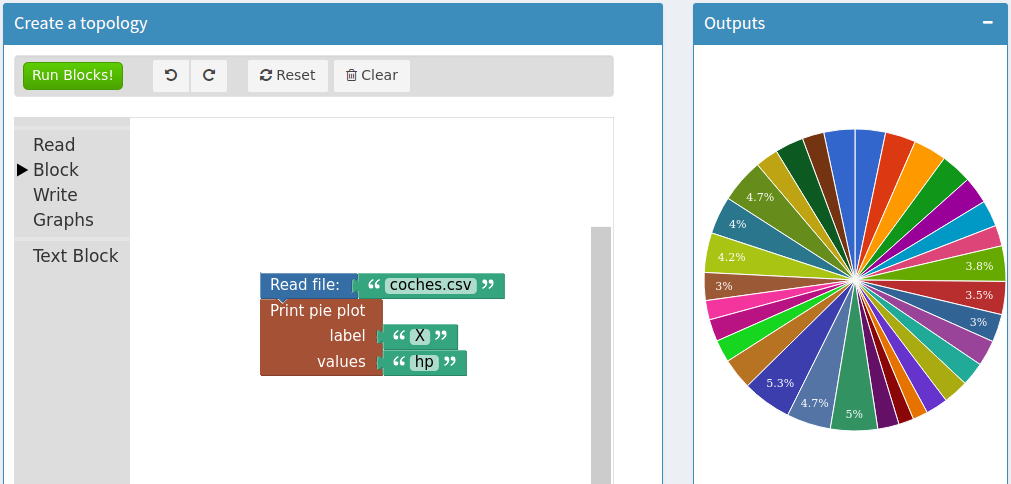 Create a topology
Run Blocks!
Reset
Clear
Read
Block
Write
Graphs
Text Block
Read file:
“ coches.csv ”
Print pie plot
label
“ X ”
values
“ hp ”
Outputs
4.7%
4%
4.2%
3%
5.3%
4.7%
5%
3.8%
3.5%
3%